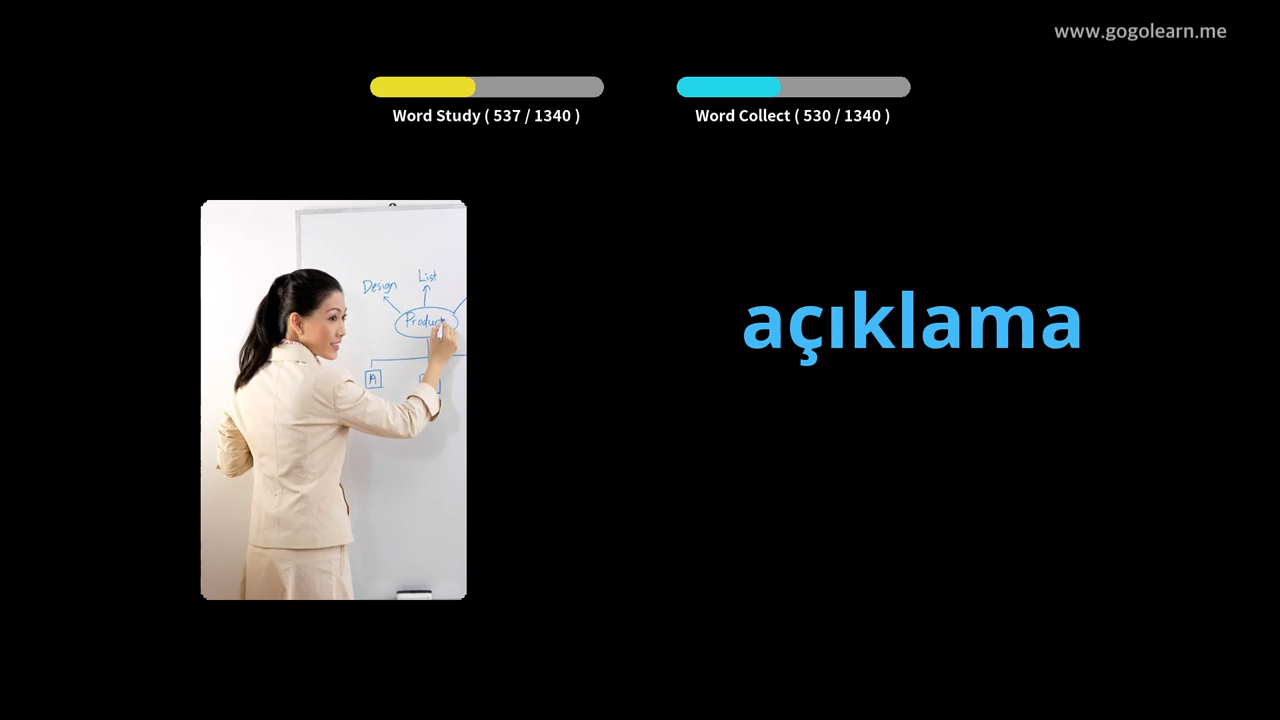 www.gogolearn.me
Word Study ( 537 / 1340 )
Word Collect ( 530 / 1340 )
Design
List
Product
A
açıklama